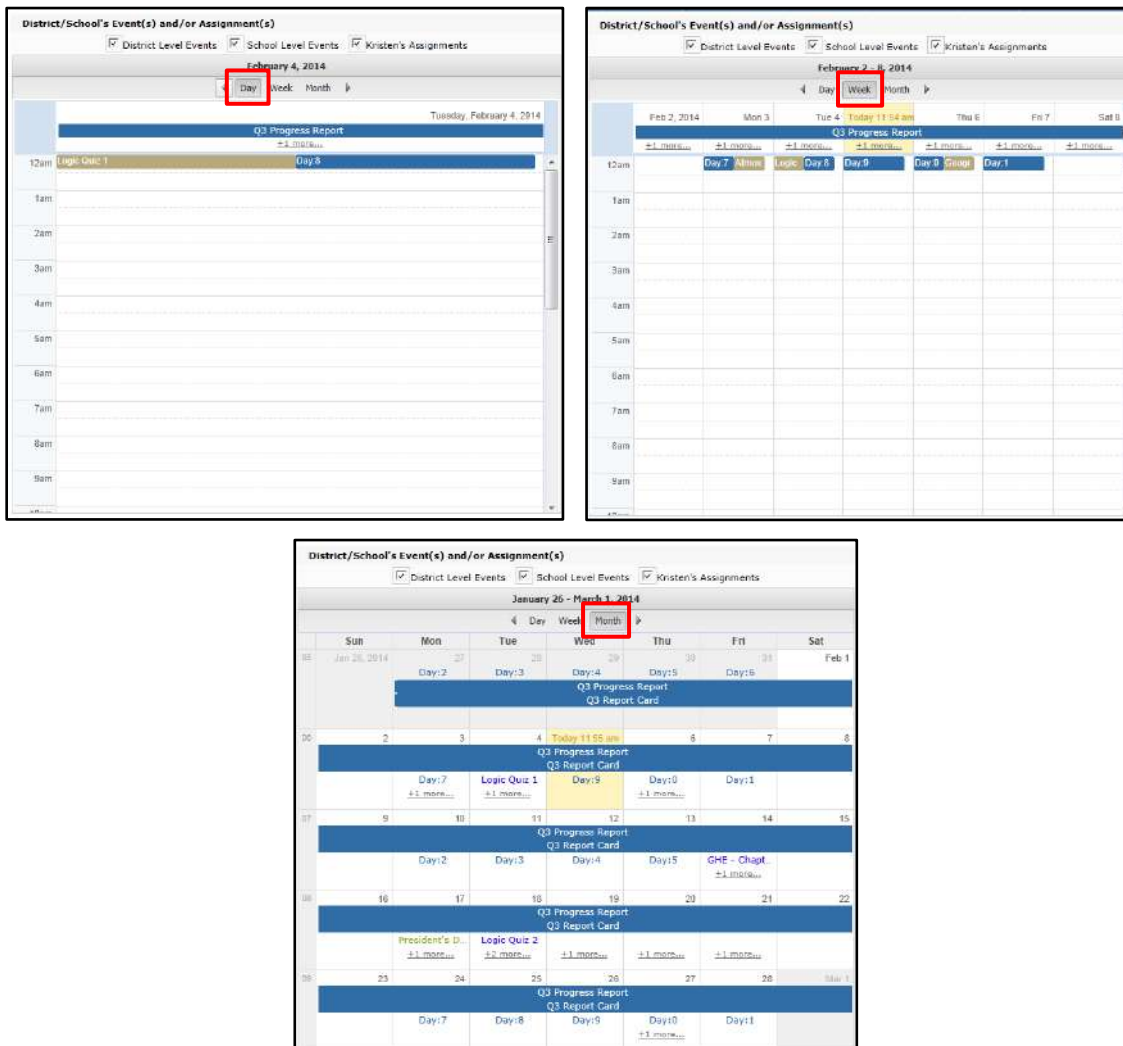 District/School's Event(s) and/or Assignment(s)
District Level Events School Level Events Kristen's Assignments
February 4, 2014
Day Week Month
Tuesday, February 4, 2014
Q3 Progress Report
+1 more...
12am Logic Quiz 1 Day:8
1am
2am
3am
4am
5am
6am
7am
8am
9am
District/School's Event(s) and/or Assignment(s)
District Level Events School Level Events Kristen's Assignments
February 2 - 8, 2014
Day Week Month
Feb 2, 2014 Mon 3 Tue 4 Today 11:54 am Thu 6 Fri 7 Sat 8
Q3 Progress Report
+1 more... +1 more... +1 more... +1 more... +1 more... +1 more... +1 more...
12am Day:7 Almos Logic Day:8 Day:9 Day:0 Day:1
1am
2am
3am
4am
5am
6am
7am
8am
9am
District/School's Event(s) and/or Assignment(s)
District Level Events School Level Events Kristen's Assignments
January 26 - March 1, 2014
Day Week Month
Sun Mon Tue Wed Thu Fri Sat
05 Jan 26, 2014 27 28 29 30 31 Feb 1
Day:2 Day:3 Day:4 Day:5 Day:6
Q3 Progress Report
Q3 Report Card
06 2 3 4 Today 11:55 am 6 7 8
Q3 Progress Report
Q3 Report Card
Day:7 Logic Quiz 1 Day:9 Day:0 Day:1
+1 more... +1 more... +1 more...
07 9 10 11 12 13 14 15
Q3 Progress Report
Q3 Report Card
Day:2 Day:3 Day:4 Day:5 GHE - Chapt...
+1 more...
08 16 17 18 19 20 21 22
Q3 Progress Report
Q3 Report Card
President's D... Logic Quiz 2
+1 more... +2 more... +1 more... +1 more... +1 more...
09 23 24 25 26 27 28 Mar 1
Q3 Progress Report
Q3 Report Card
Day:7 Day:8 Day:9 Day:0 Day:1
+1 more...